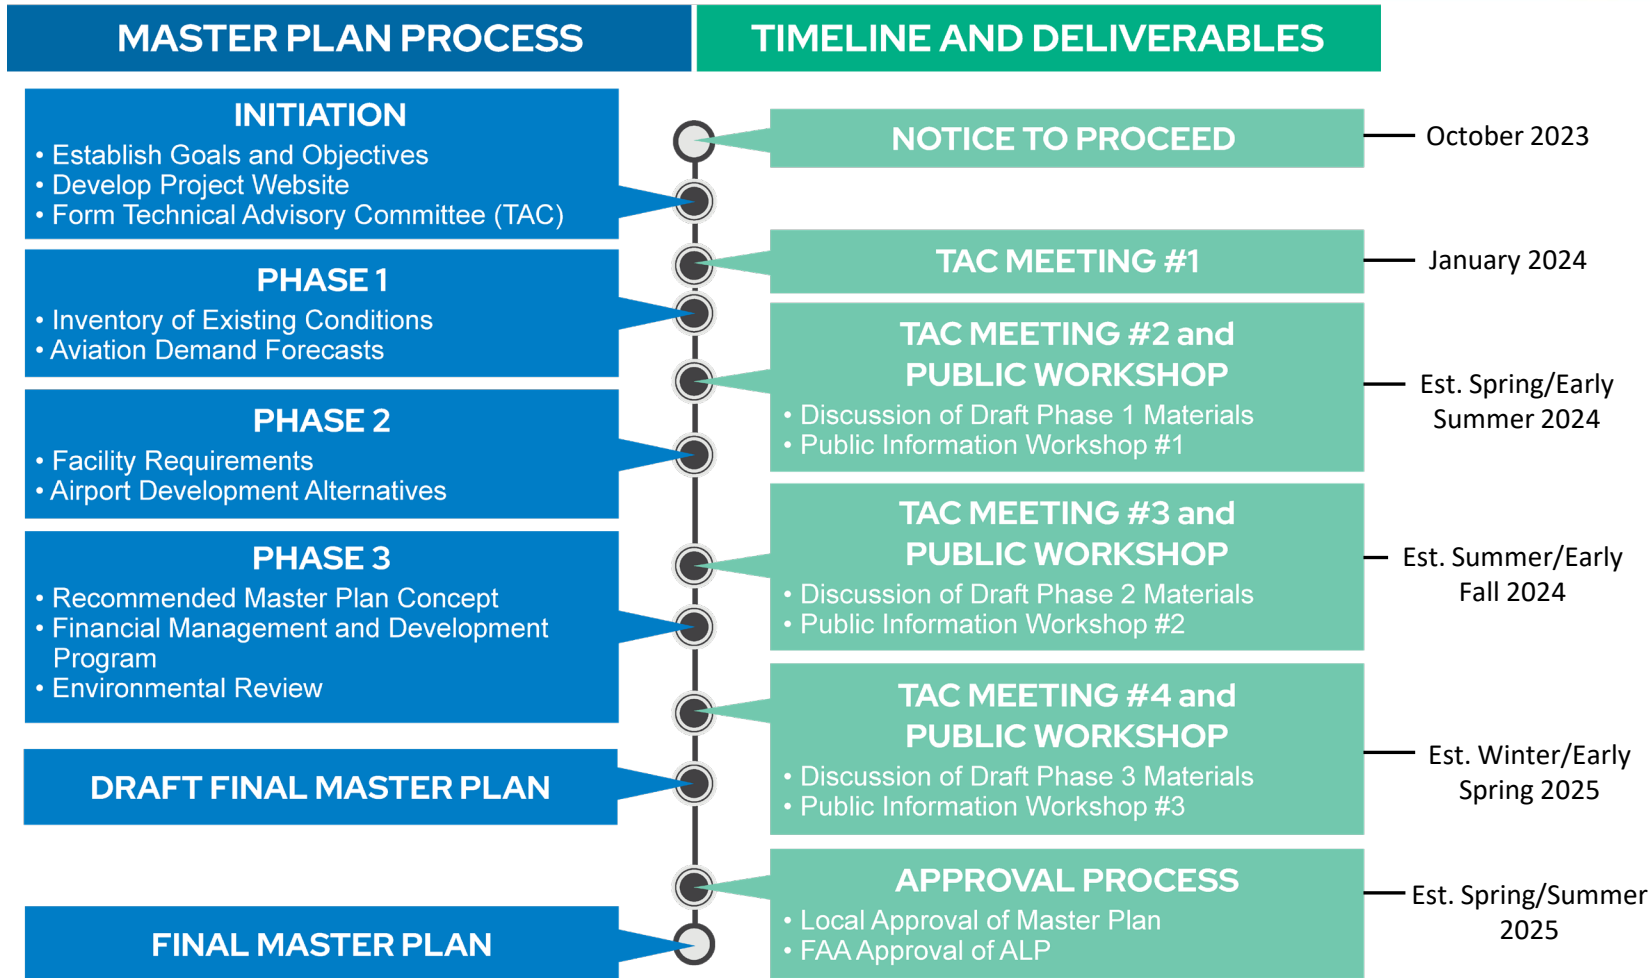 MASTER PLAN PROCESS
TIMELINE AND DELIVERABLES
INITIATION
• Establish Goals and Objectives
• Develop Project Website
• Form Technical Advisory Committee (TAC)
NOTICE TO PROCEED
October 2023
TAC MEETING #1
January 2024
PHASE 1
• Inventory of Existing Conditions
• Aviation Demand Forecasts
TAC MEETING #2 and
PUBLIC WORKSHOP
• Discussion of Draft Phase 1 Materials
• Public Information Workshop #1
Est. Spring/Early
Summer 2024
PHASE 2
• Facility Requirements
• Airport Development Alternatives
TAC MEETING #3 and
PUBLIC WORKSHOP
• Discussion of Draft Phase 2 Materials
• Public Information Workshop #2
Est. Summer/Early
Fall 2024
PHASE 3
• Recommended Master Plan Concept
• Financial Management and Development
Program
• Environmental Review
TAC MEETING #4 and
PUBLIC WORKSHOP
• Discussion of Draft Phase 3 Materials
• Public Information Workshop #3
Est. Winter/Early
Spring 2025
DRAFT FINAL MASTER PLAN
APPROVAL PROCESS
• Local Approval of Master Plan
• FAA Approval of ALP
Est. Spring/Summer
2025
FINAL MASTER PLAN